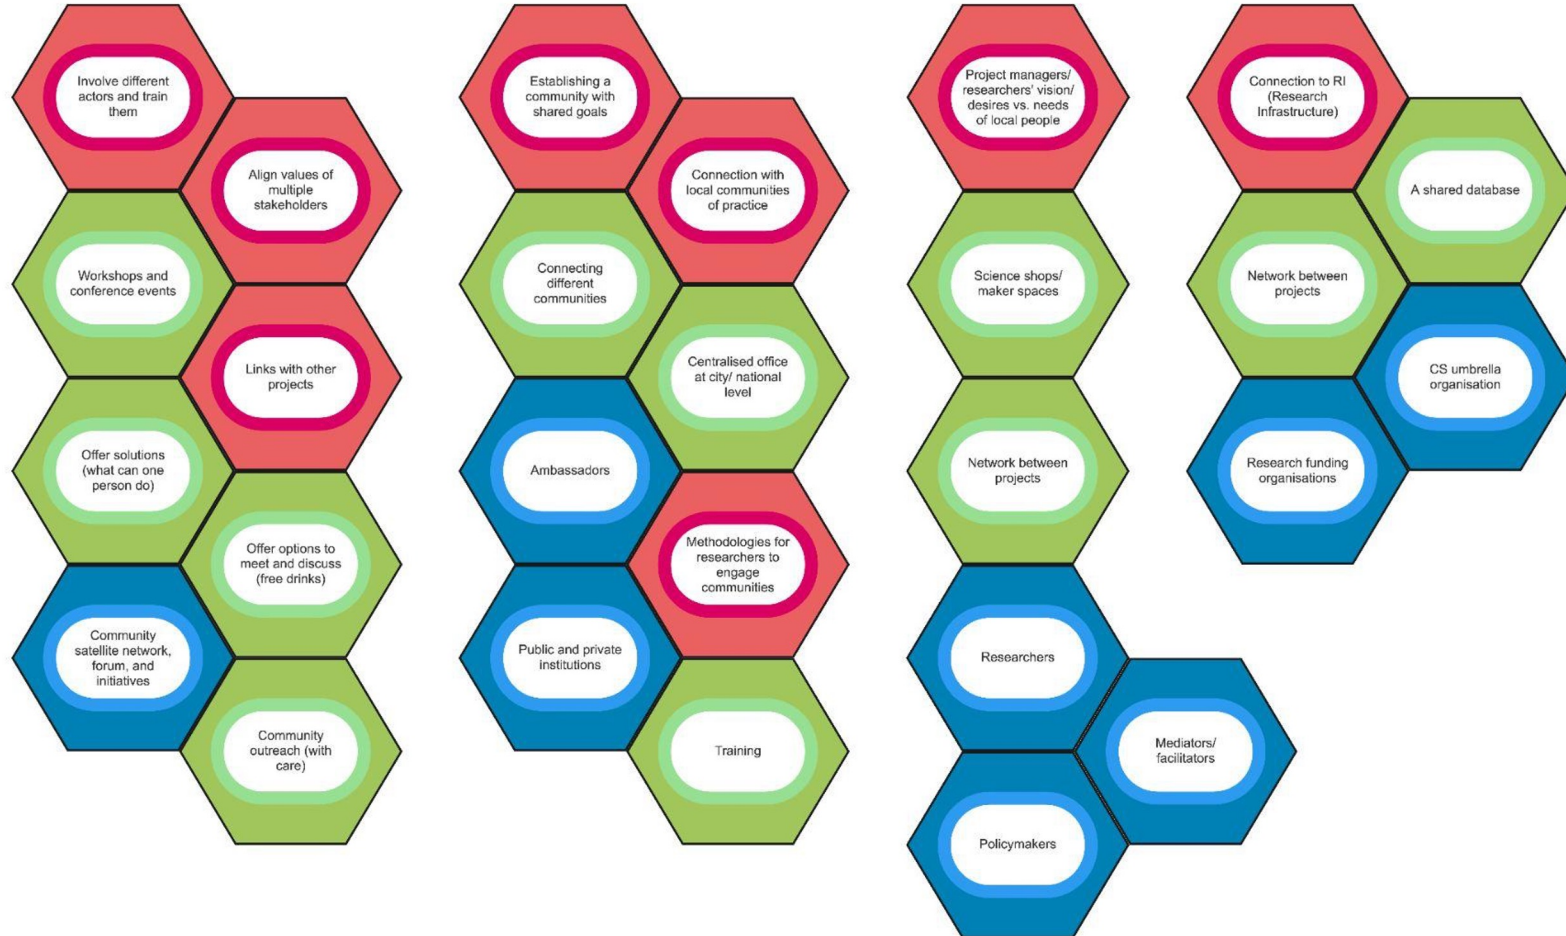 Involve different
actors and train
them
Align values of
multiple
stakeholders
Workshops and
conference events
Links with other
projects
Offer solutions
(what can one
person do)
Offer options to
meet and discuss
(free drinks)
Community
satellite network,
forum, and
initiatives
Community
outreach (with
care)
Establishing a
community with
shared goals
Connection with
local communities
of practice
Connecting
different
communities
Centralised office
at city/ national
level
Ambassadors
Methodologies for
researchers to
engage
communities
Public and private
institutions
Training
Project managers/
researchers' vision/
desires vs. needs
of local people
Science shops/
maker spaces
Network between
projects
Researchers
Mediators/
facilitators
Policymakers
Connection to RI
(Research
Infrastructure)
A shared database
Network between
projects
CS umbrella
organisation
Research funding
organisations